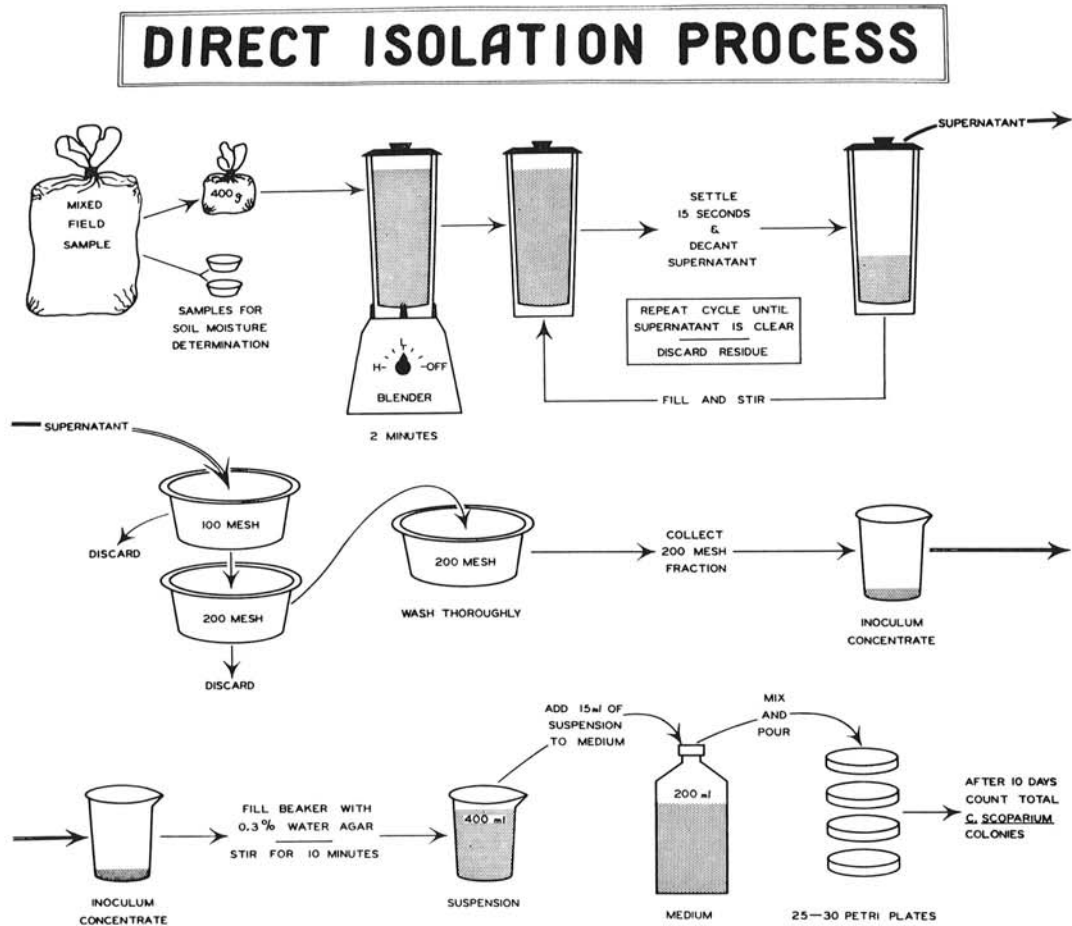 DIRECT ISOLATION PROCESS
MIXED
FIELD
SAMPLE
400g
SAMPLES FOR
SOIL MOISTURE
DETERMINATION
L
H- -OFF
BLENDER
2 MINUTES
SETTLE
15 SECONDS
&
DECANT
SUPERNATANT
REPEAT CYCLE UNTIL
SUPERNATANT IS CLEAR
DISCARD RESIDUE
FILL AND STIR
SUPERNATANT
SUPERNATANT
100 MESH
DISCARD
200 MESH
DISCARD
200 MESH
WASH THOROUGHLY
COLLECT
200 MESH
FRACTION
INOCULUM
CONCENTRATE
INOCULUM
CONCENTRATE
FILL BEAKER WITH
0.3% WATER AGAR
STIR FOR 10 MINUTES
400 ml
SUSPENSION
ADD 15ml OF
SUSPENSION
TO MEDIUM
200 ml
MEDIUM
MIX
AND
POUR
25—30 PETRI PLATES
AFTER 10 DAYS
COUNT TOTAL
C. SCOPARIUM
COLONIES